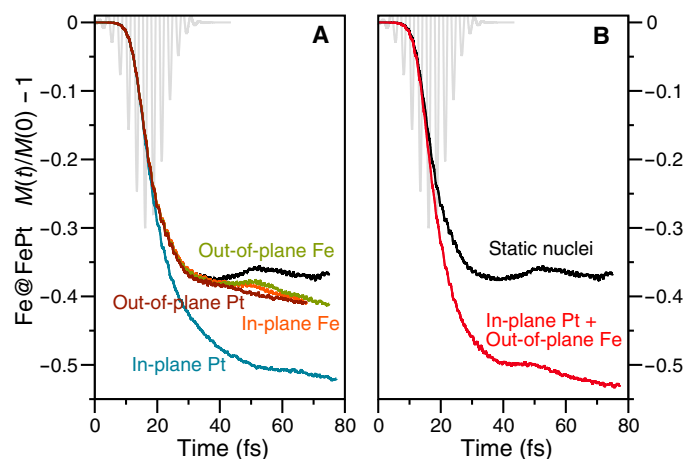 A
B
0
−0.1
−0.2
−0.3
−0.4
−0.5
Fe@FePt M(t)/M(0) − 1
Out-of-plane Fe
Out-of-plane Pt
In-plane Fe
In-plane Pt
0 20 40 60 80
Time (fs)
Static nuclei
In-plane Pt +
Out-of-plane Fe
0 20 40 60 80
Time (fs)
0
−0.1
−0.2
−0.3
−0.4
−0.5